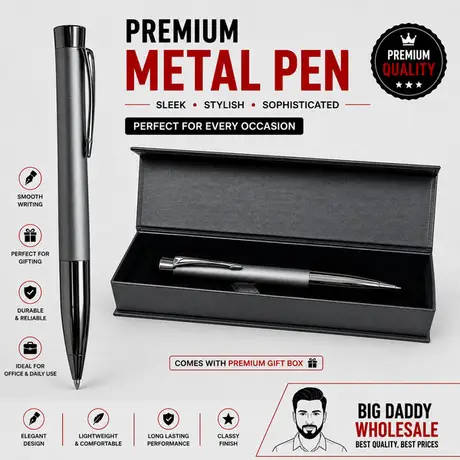 PREMIUM
METAL PEN
SLEEK • STYLISH • SOPHISTICATED
PERFECT FOR EVERY OCCASION
PREMIUM
QUALITY
SMOOTH
WRITING
PERFECT FOR
GIFTING
DURABLE
& RELIABLE
IDEAL FOR
OFFICE & DAILY USE
COMES WITH PREMIUM GIFT BOX
ELEGANT
DESIGN
LIGHTWEIGHT
& COMFORTABLE
LONG LASTING
PERFORMANCE
CLASSY
FINISH
BIG DADDY
WHOLESALE
BEST QUALITY, BEST PRICES